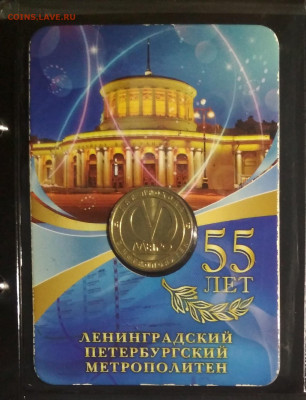 COINS.LAVE.RU
55
ЛЕТ
ЛЕНИНГРАДСКИЙ
ПЕТЕРБУРГСКИЙ
МЕТРОПОЛИТЕН